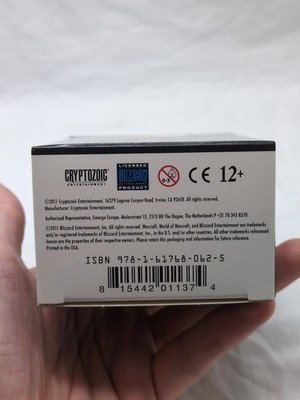 CRYPTOZOIC
ENTERTAINMENT
LICENSED
BLIZZARD
ENTERTAINMENT
PRODUCT
0-3
CE 12+
©2011 Cryptozoic Entertainment. 16279 Laguna Canyon Road, Irvine, CA 92618. All rights reserved.
Manufacturer: Cryptozoic Entertainment.
Authorized Representative, Emerge Europe, Molenstraat 15, 2513 BH The Hague, The Netherlands P +31 70 345 8570
©2011 Blizzard Entertainment, Inc. All rights reserved. Warcraft, World of Warcraft and Blizzard Entertainment are trademarks
and/or registered trademarks of Blizzard Entertainment, Inc., in the U.S. and/or other countries. All other trademarks are referenced
herein are the properties of their respective owners. Please retain this packaging and information for future reference.
Printed in the USA.
ISBN 978-1-61768-062-5
8 15442 01137 4